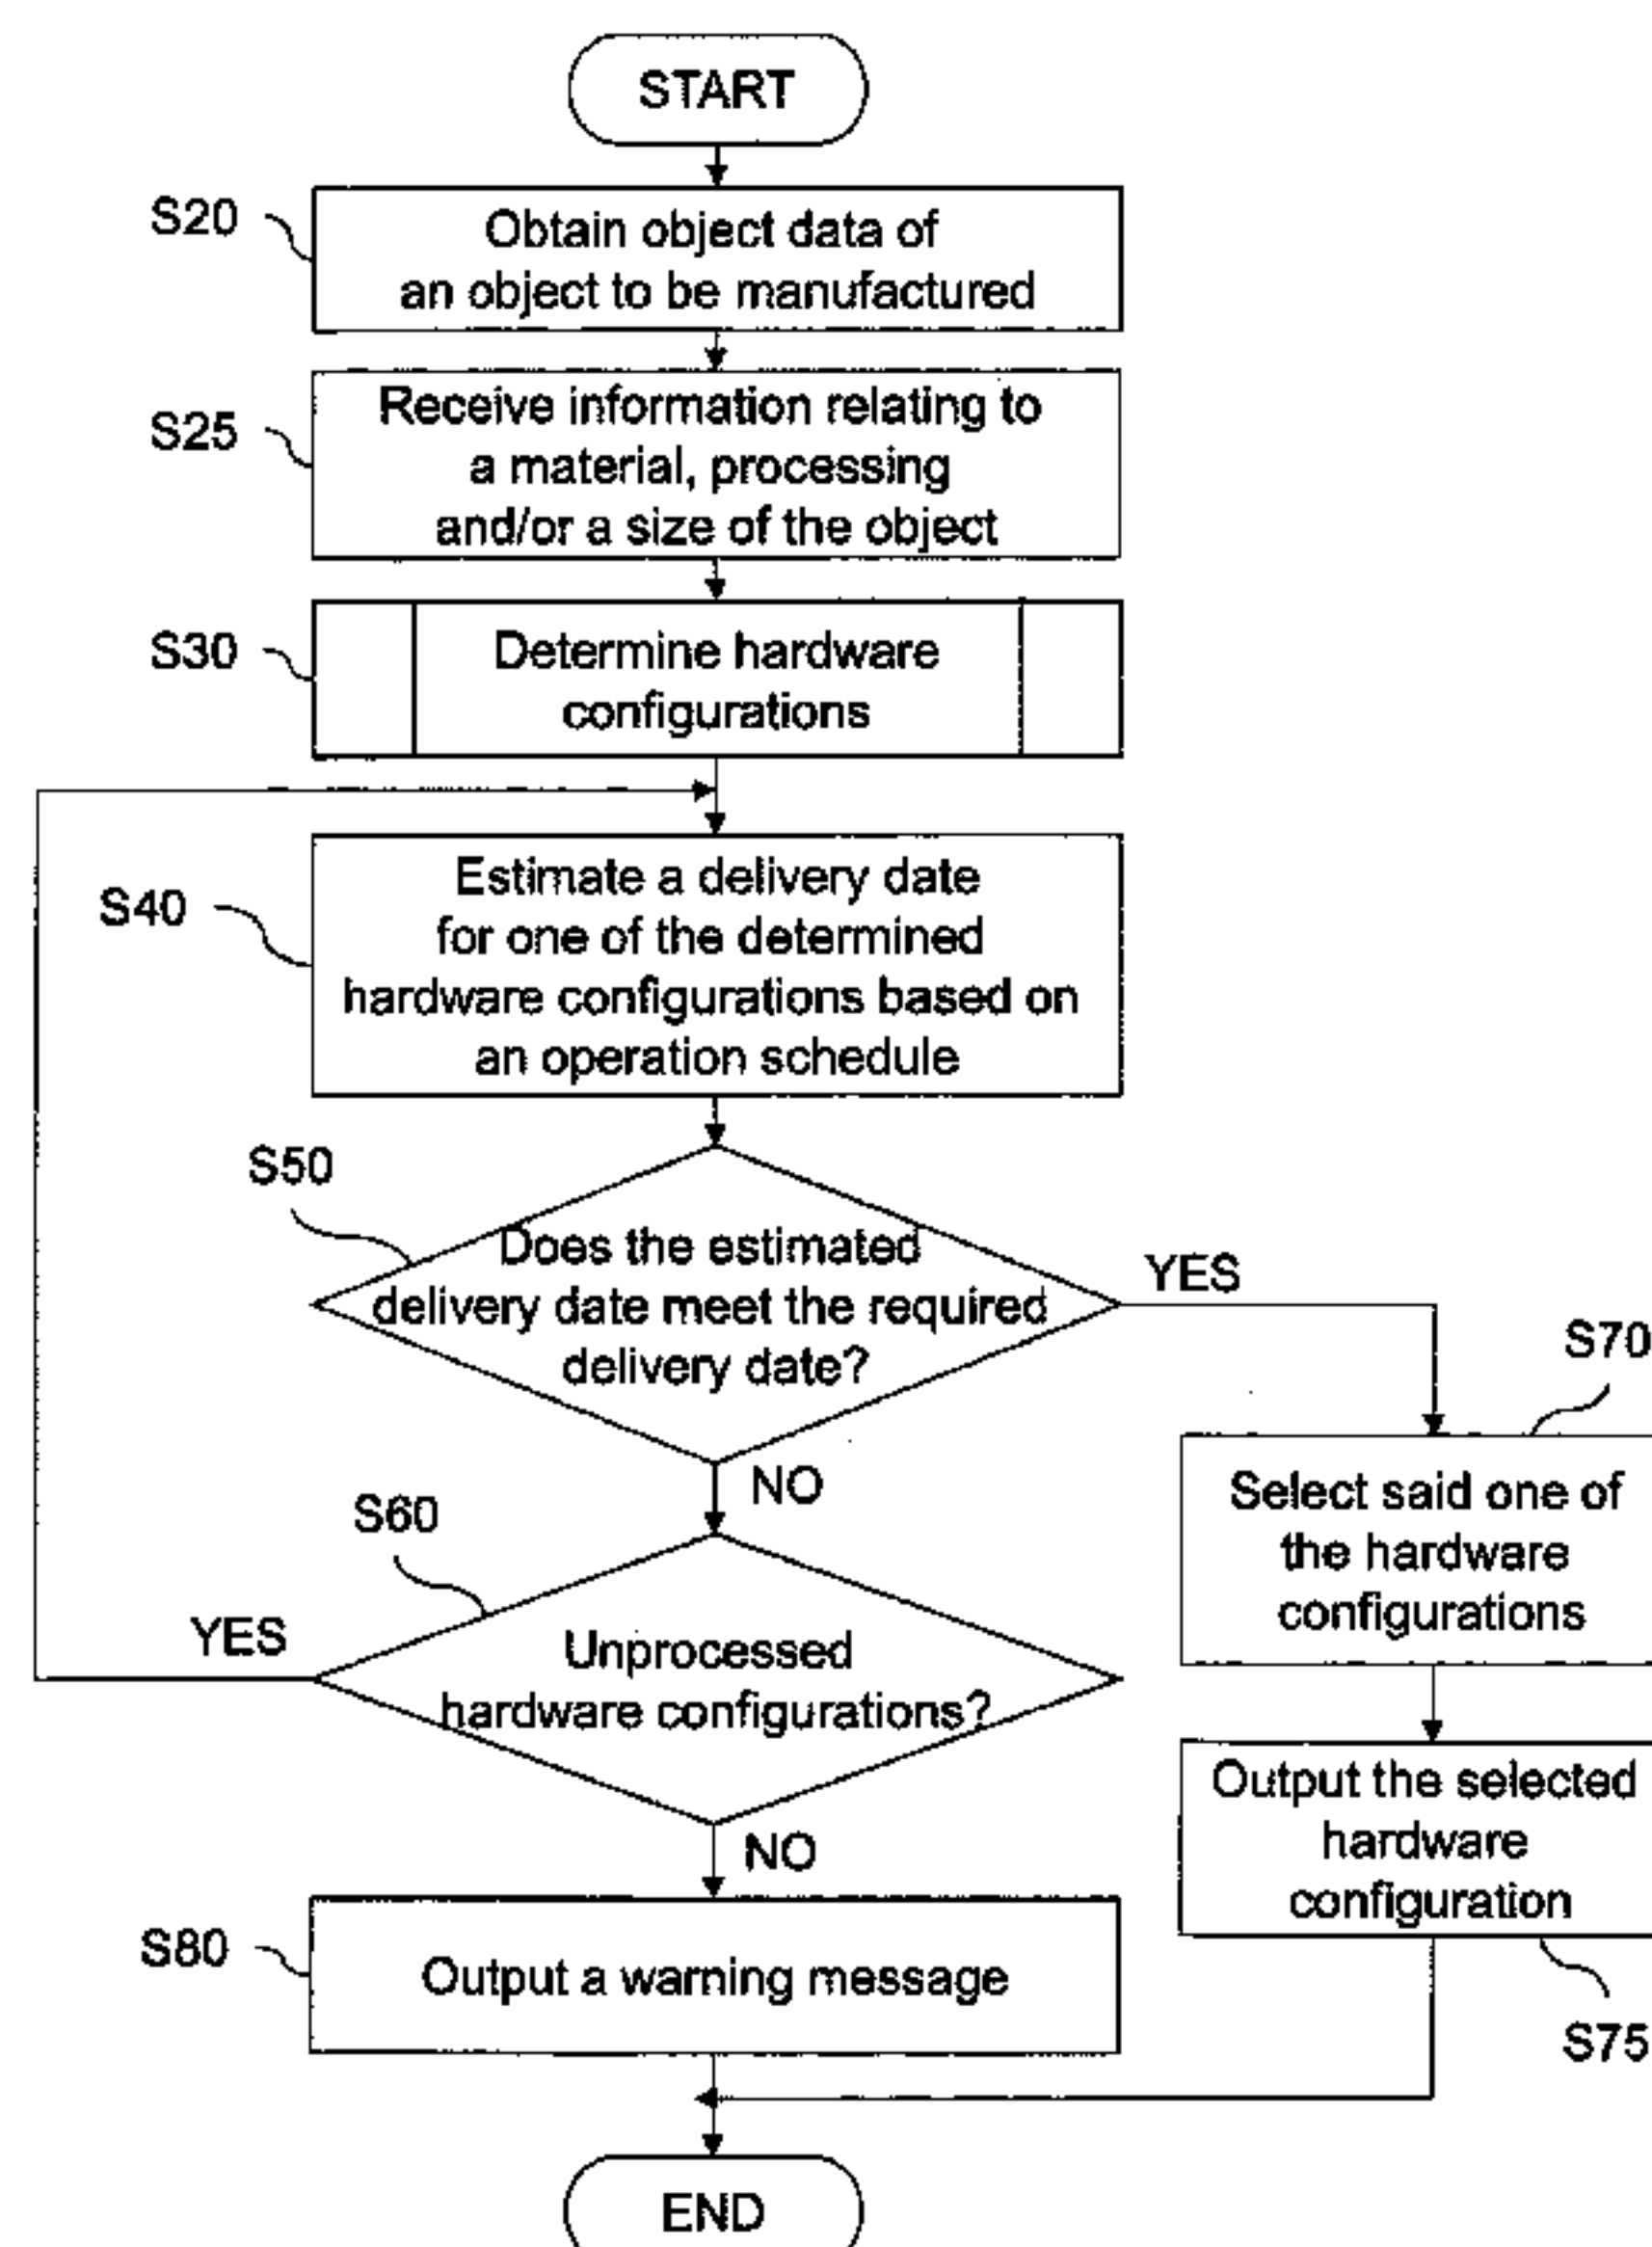 START
S20
Obtain object data of
an object to be manufactured
S25
Receive information relating to
a material, processing
and/or a size of the object
S30
Determine hardware
configurations
S40
Estimate a delivery date
for one of the determined
hardware configurations based on
an operation schedule
S50
Does the estimated
delivery date meet the required
delivery date?
YES
S70
Select said one of
the hardware
configurations
NO
S60
YES
Unprocessed
hardware configurations?
Output the selected
hardware
configuration
S75
NO
S80
Output a warning message
END